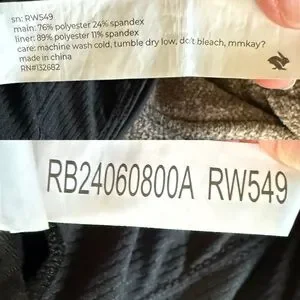 sn: RW549
main: 76% polyester 24% spandex
liner: 89% polyester 11% spandex
care: machine wash cold, tumble dry low, don't bleach, mmkay?
made in china
RN#132682
RB24060800A RW549